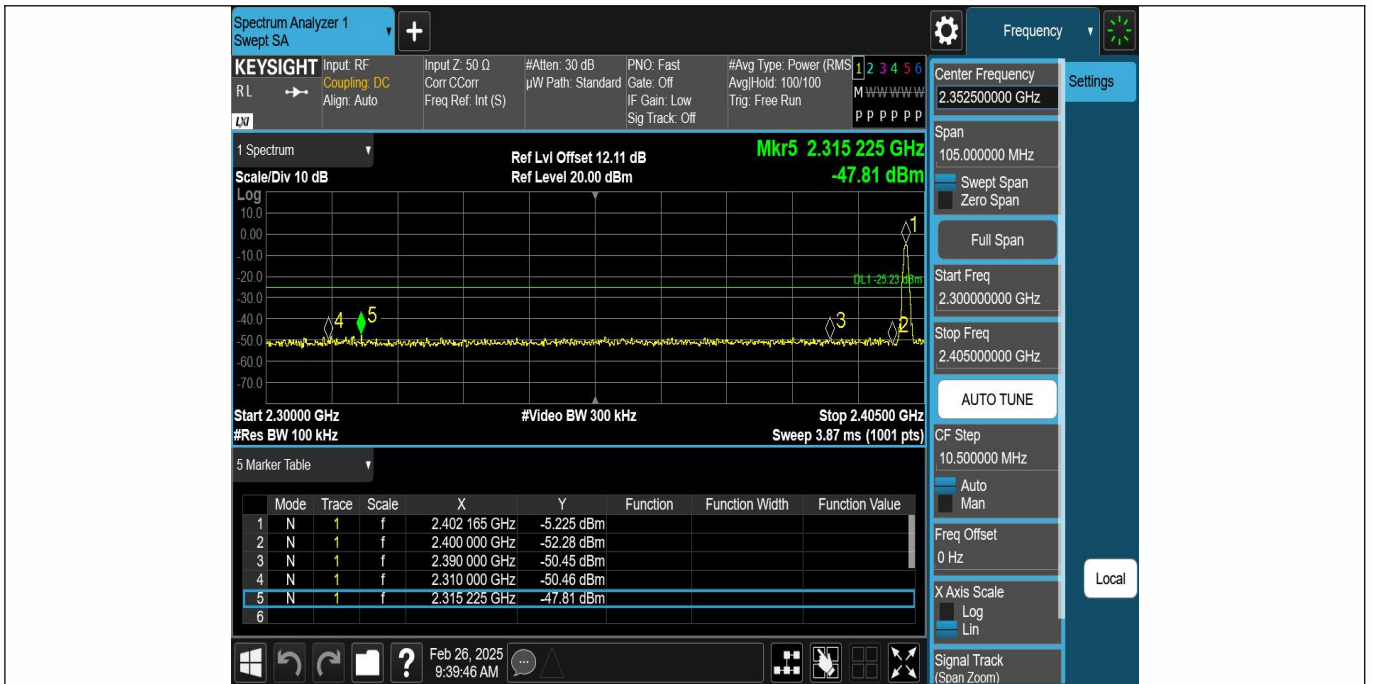 Spectrum Analyzer 1
Swept SA
+
Frequency
KEYSIGHT
RL
LXI
Input: RF
Coupling: DC
Align: Auto
Input Z: 50 Ω
Corr CCorr
Freq Ref: Int (S)
#Atten: 30 dB
µW Path: Standard
PNO: Fast
Gate: Off
IF Gain: Low
Sig Track: Off
#Avg Type: Power (RMS
Avg|Hold: 100/100
Trig: Free Run
1 2 3 4 5 6
M W W W W W
P P P P P P
1 Spectrum
Scale/Div 10 dB
Ref Lvl Offset 12.11 dB
Ref Level 20.00 dBm
Mkr5 2.315 225 GHz
-47.81 dBm
Log
10.0
0.00
-10.0
-20.0
-30.0
-40.0
-50.0
-60.0
-70.0
1
DL1 -25.23 dBm
4
5
3
2
Start 2.30000 GHz
#Video BW 300 kHz
Stop 2.40500 GHz
#Res BW 100 kHz
Sweep 3.87 ms (1001 pts)
5 Marker Table
Mode Trace Scale X Y Function Function Width Function Value
1 N 1 f 2.402 165 GHz -5.225 dBm
2 N 1 f 2.400 000 GHz -52.28 dBm
3 N 1 f 2.390 000 GHz -50.45 dBm
4 N 1 f 2.310 000 GHz -50.46 dBm
5 N 1 f 2.315 225 GHz -47.81 dBm
6
Center Frequency
2.352500000 GHz
Settings
Span
105.000000 MHz
Swept Span
Zero Span
Full Span
Start Freq
2.300000000 GHz
Stop Freq
2.405000000 GHz
AUTO TUNE
CF Step
10.500000 MHz
Auto
Man
Freq Offset
0 Hz
X Axis Scale
Log
Lin
Local
Signal Track
(Span Zoom)
?
Feb 26, 2025
9:39:46 AM